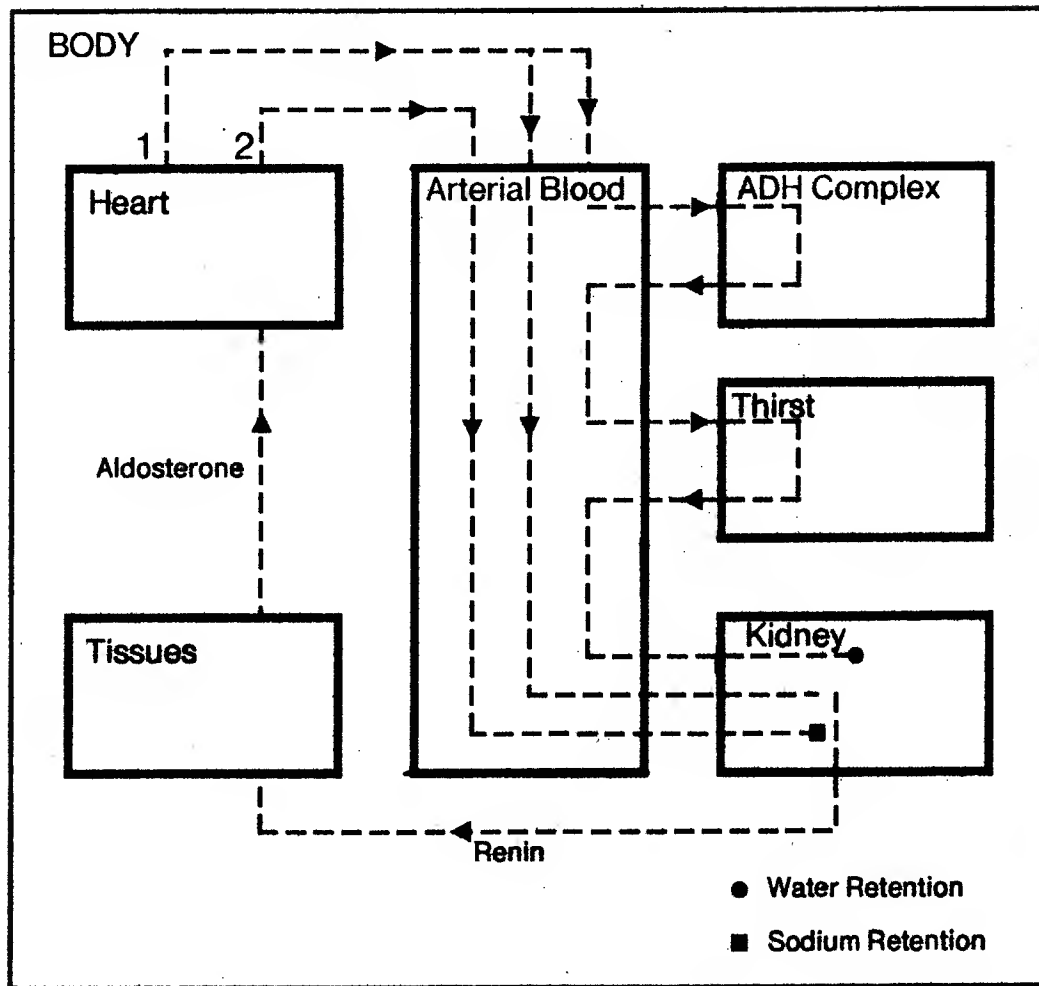 BODY
1 2
Heart
Arterial Blood
ADH Complex
Thirst
Aldosterone
Tissues
Kidney
Renin
Water Retention
Sodium Retention